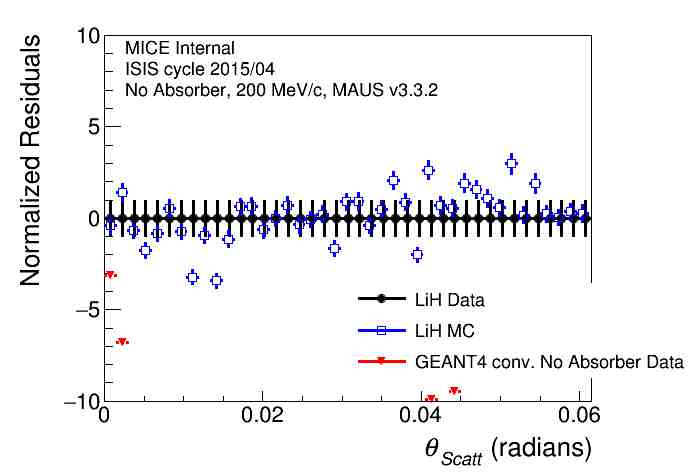 Normalized Residuals
10
5
0
−5
−10
MICE Internal
ISIS cycle 2015/04
No Absorber, 200 MeV/c, MAUS v3.3.2
LiH Data
LiH MC
GEANT4 conv. No Absorber Data
0 0.02 0.04 0.06
θ_Scatt (radians)